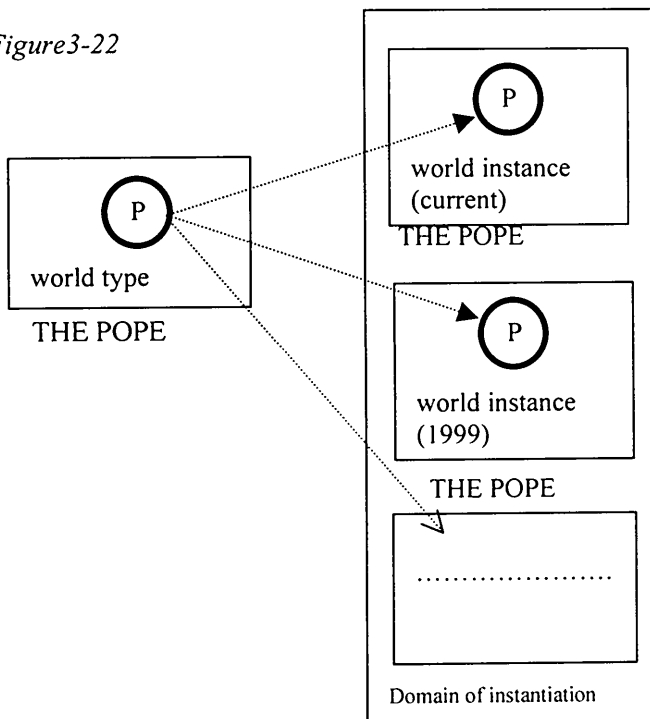 Figure3-22
P
world type
THE POPE
P
world instance
(current)
THE POPE
P
world instance
(1999)
THE POPE
........................
Domain of instantiation